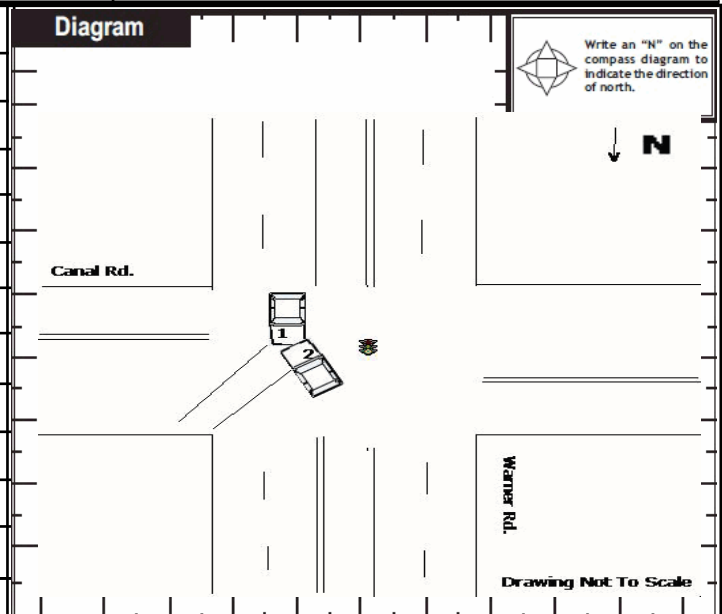 Diagram
Write an “N” on the
compass diagram to
indicate the direction
of north.
N
Canal Rd.
1
2
Warner Rd.
Drawing Not To Scale